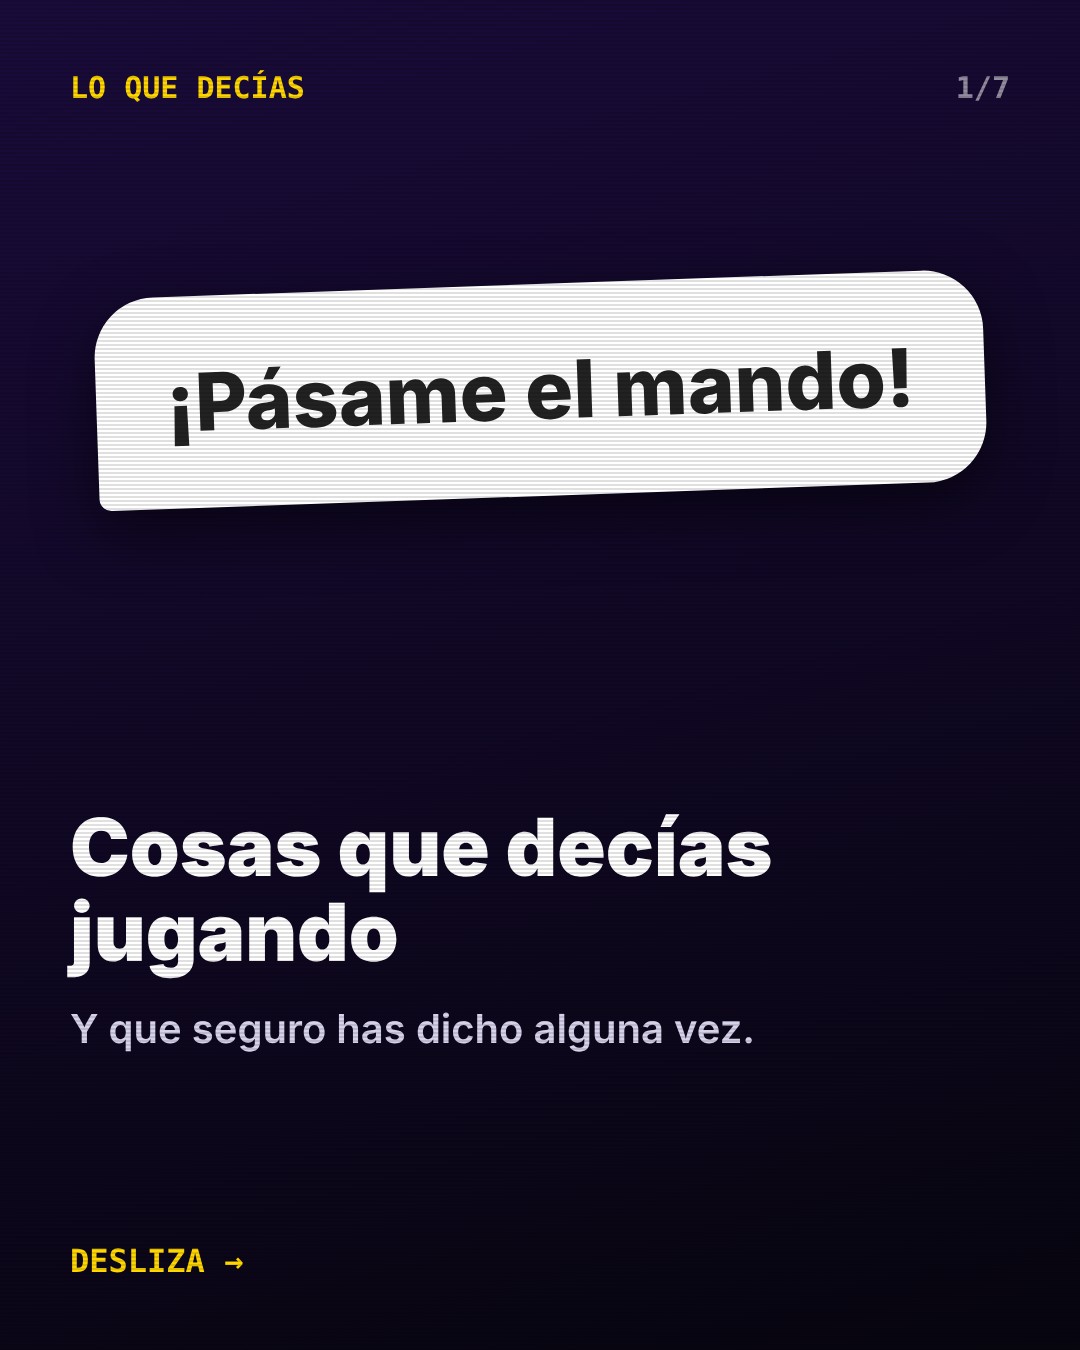 LO QUE DECÍAS
1/7
¡Pásame el mando!
Cosas que decías
jugando
Y que seguro has dicho alguna vez.
DESLIZA →